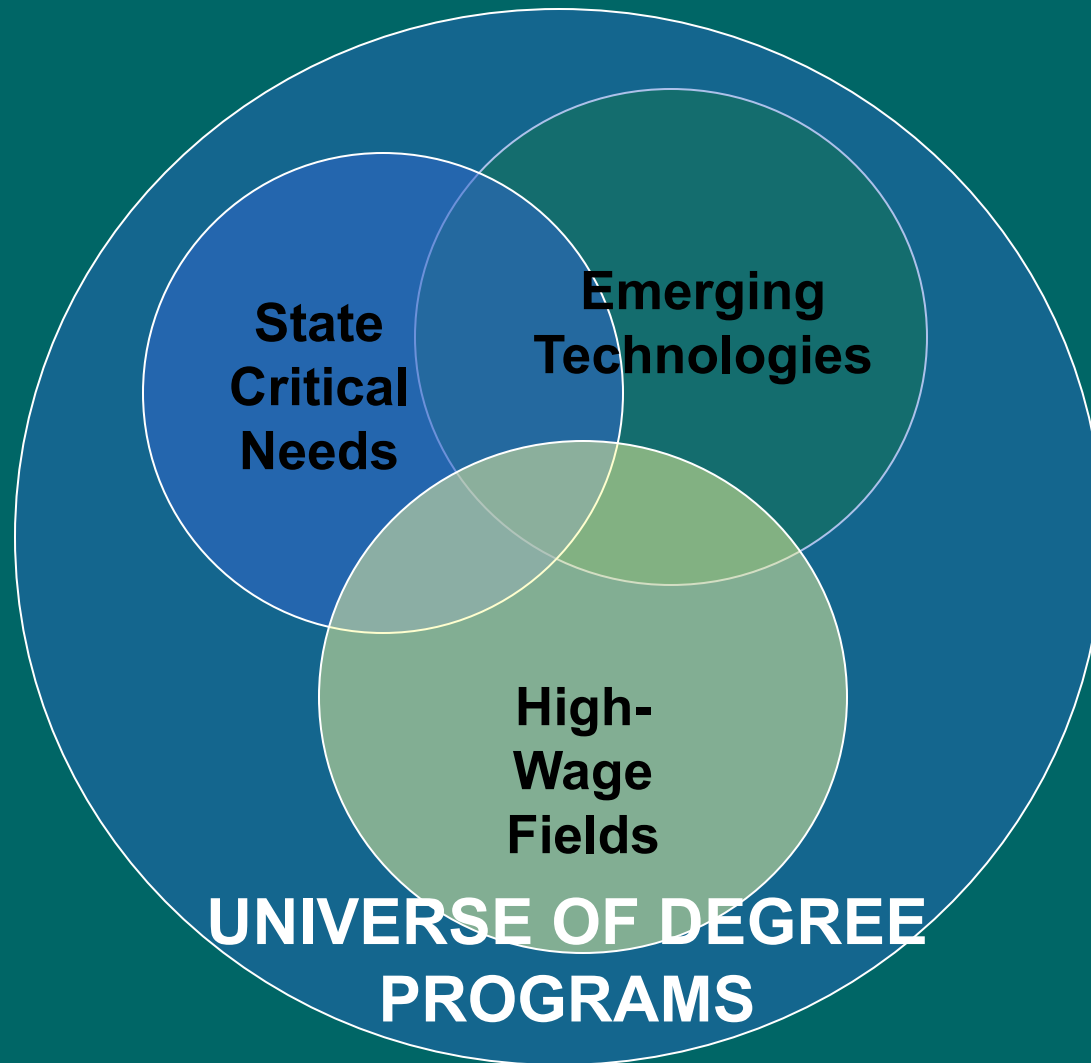 State
Critical
Needs
Emerging
Technologies
High-
Wage
Fields
UNIVERSE OF DEGREE
PROGRAMS